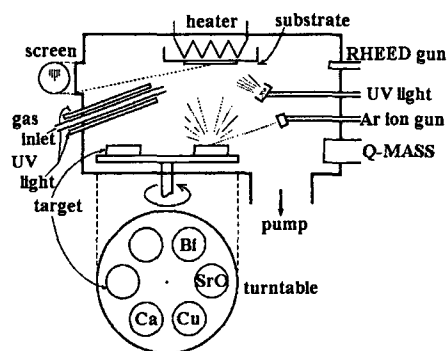 heater
substrate
screen
RHEED gun
UV light
gas
inlet
Ar ion gun
UV
light
Q-MASS
target
pump
Bi
SrO
turntable
Ca
Cu